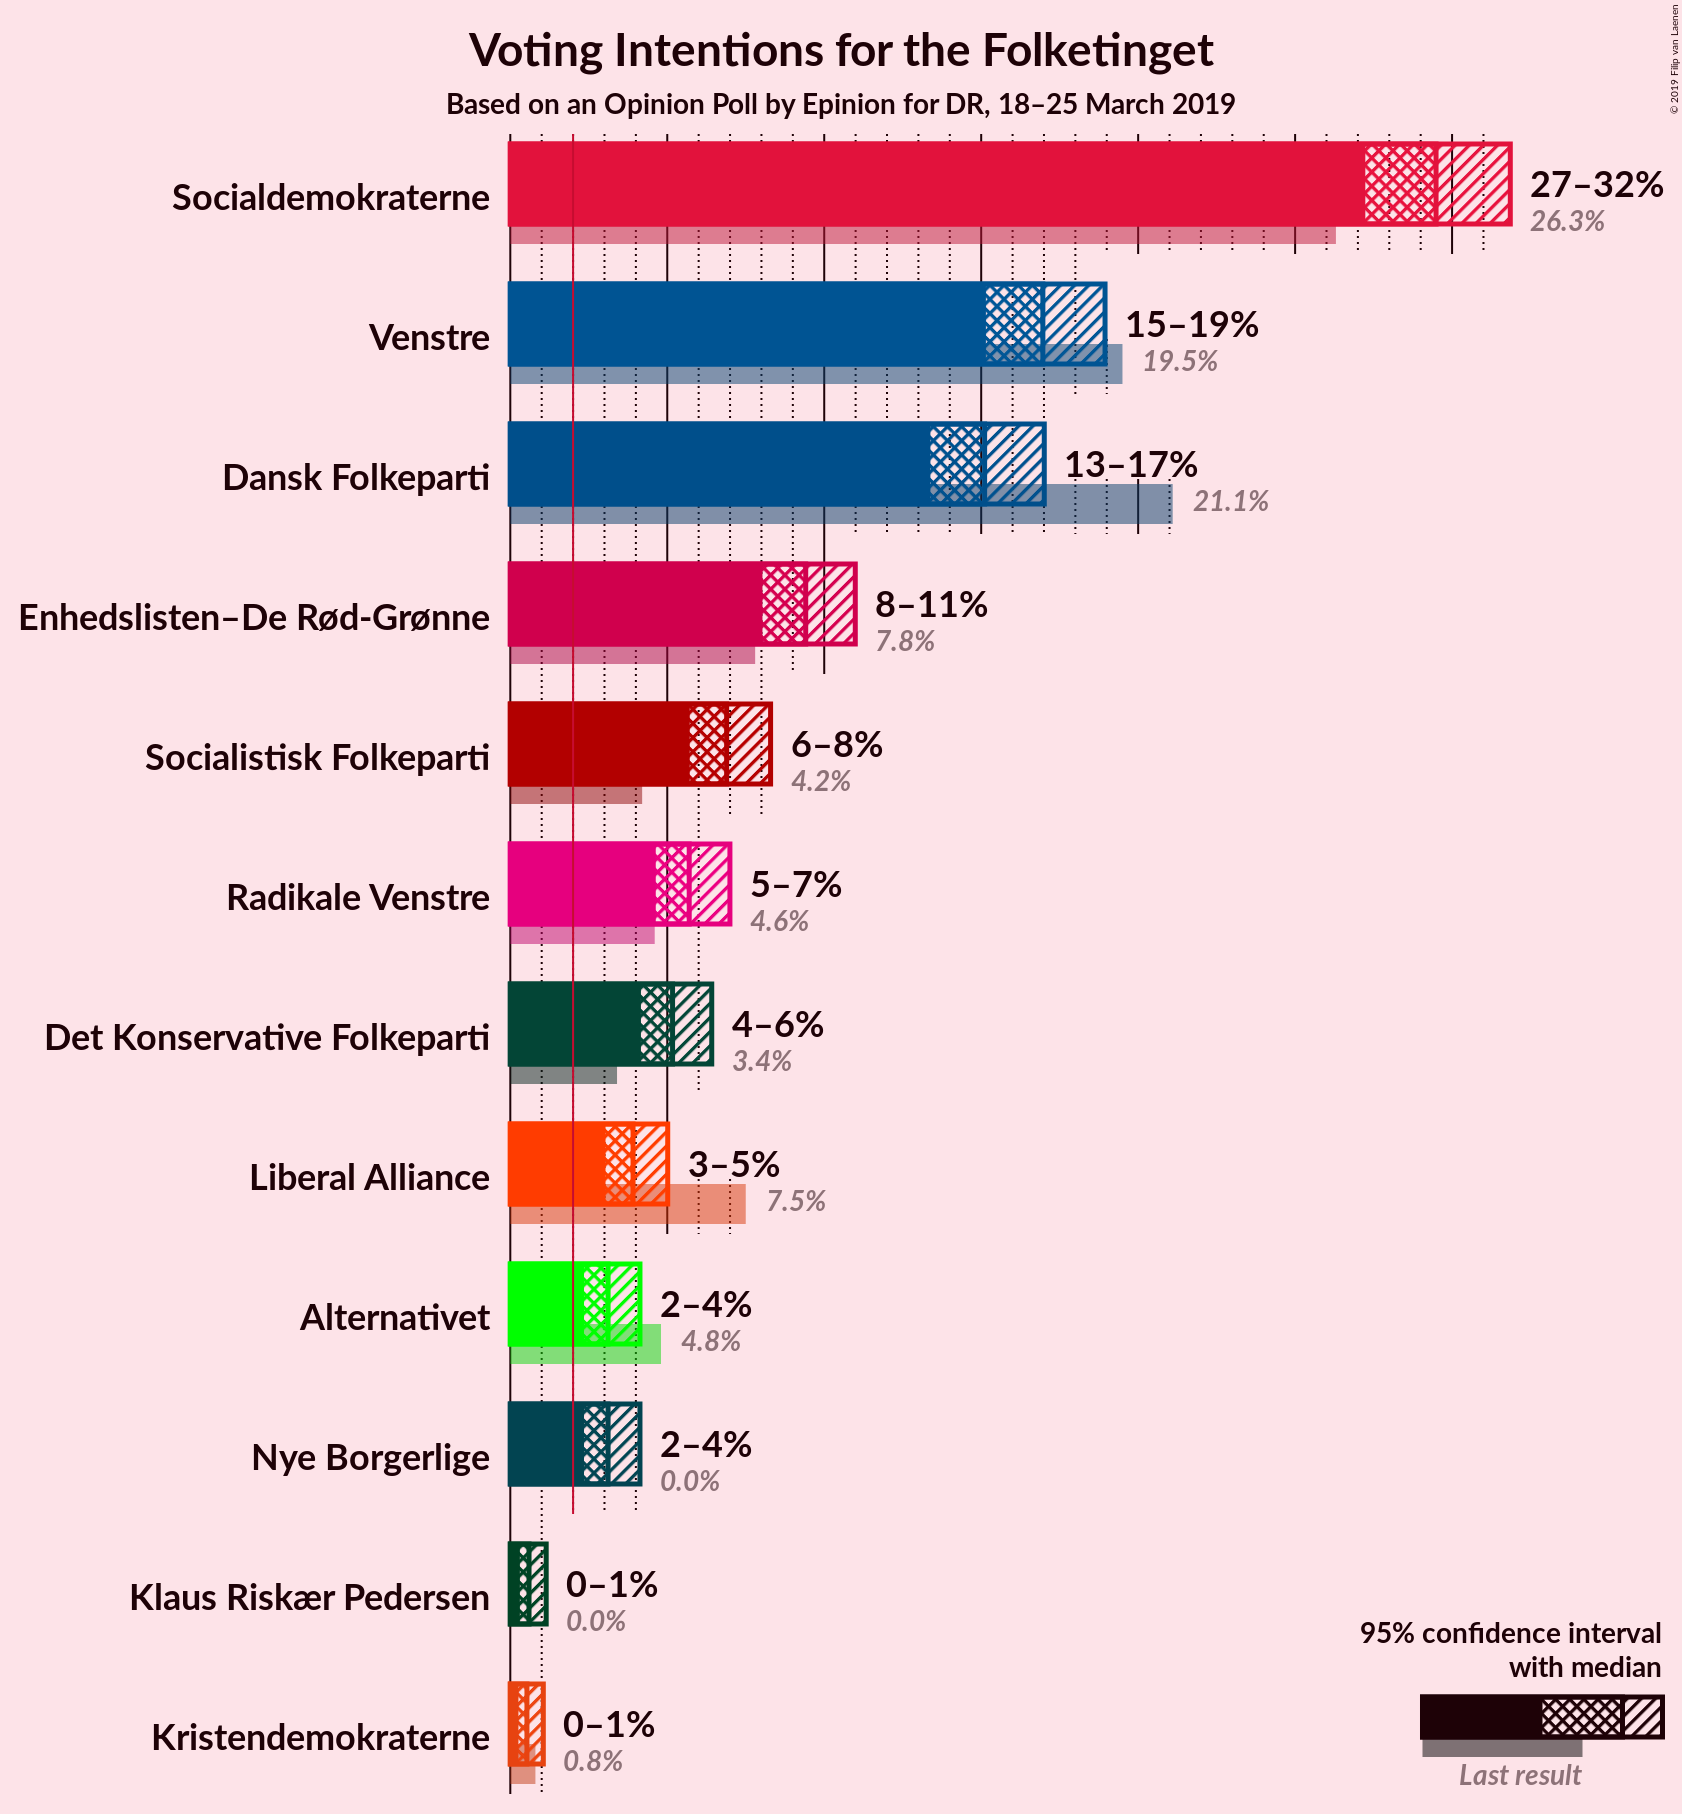 Voting Intentions for the Folketinget
Based on an Opinion Poll by Epinion for DR, 18–25 March 2019
© 2019 Filip van Laenen
Socialdemokraterne
27–32%
26.3%
Venstre
15–19%
19.5%
Dansk Folkeparti
13–17%
21.1%
Enhedslisten–De Rød-Grønne
8–11%
7.8%
Socialistisk Folkeparti
6–8%
4.2%
Radikale Venstre
5–7%
4.6%
Det Konservative Folkeparti
4–6%
3.4%
Liberal Alliance
3–5%
7.5%
Alternativet
2–4%
4.8%
Nye Borgerlige
2–4%
0.0%
Klaus Riskær Pedersen
0–1%
0.0%
Kristendemokraterne
0–1%
0.8%
95% confidence interval
with median
Last result